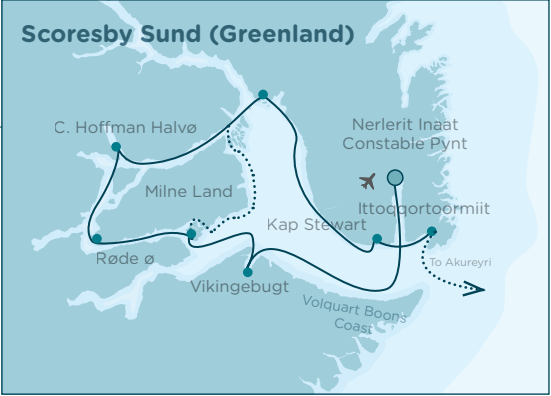 Scoresby Sund (Greenland)
C. Hoffman Halvø
Nerlerit Inaat
Constable Pynt
Milne Land
Ittoqqortoormiit
Kap Stewart
Røde ø
To Akureyri
Vikingebugt
Volquart Boons
Coast